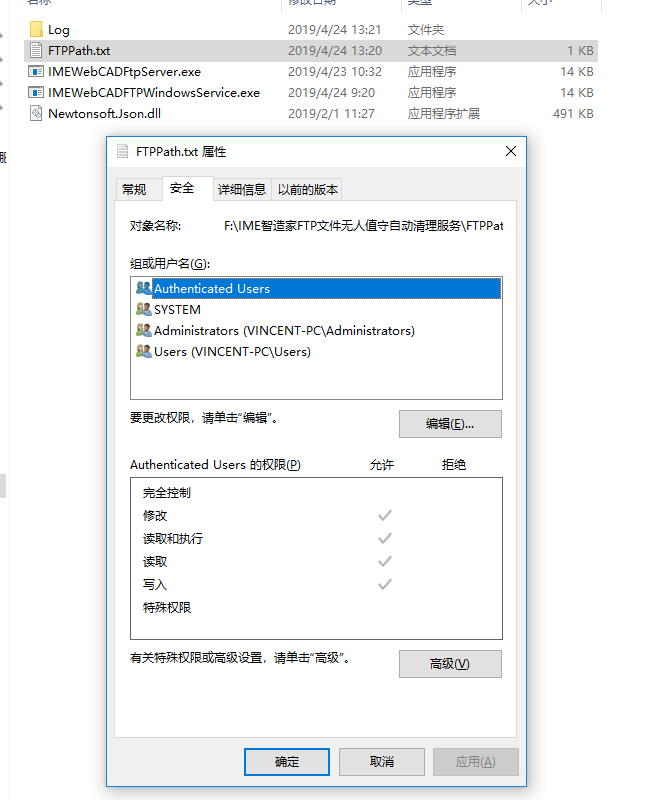 名称 修改日期 类型 大小
Log 2019/4/24 13:21 文件夹
FTPPath.txt 2019/4/24 13:20 文本文档 1 KB
IMEWebCADFtpServer.exe 2019/4/23 10:32 应用程序 14 KB
IMEWebCADFTPWindowsService.exe 2019/4/24 9:20 应用程序 14 KB
Newtonsoft.Json.dll 2019/2/1 11:27 应用程序扩展 491 KB
FTPPath.txt 属性
常规 安全 详细信息 以前的版本
对象名称: F:\IME智造家FTP文件无人值守自动清理服务\FTPPat
组或用户名(G):
Authenticated Users
SYSTEM
Administrators (VINCENT-PC\Administrators)
Users (VINCENT-PC\Users)
要更改权限，请单击"编辑"。 编辑(E)...
Authenticated Users 的权限(P) 允许 拒绝
完全控制
修改
读取和执行
读取
写入
特殊权限
有关特殊权限或高级设置，请单击"高级"。 高级(V)
确定 取消 应用(A)